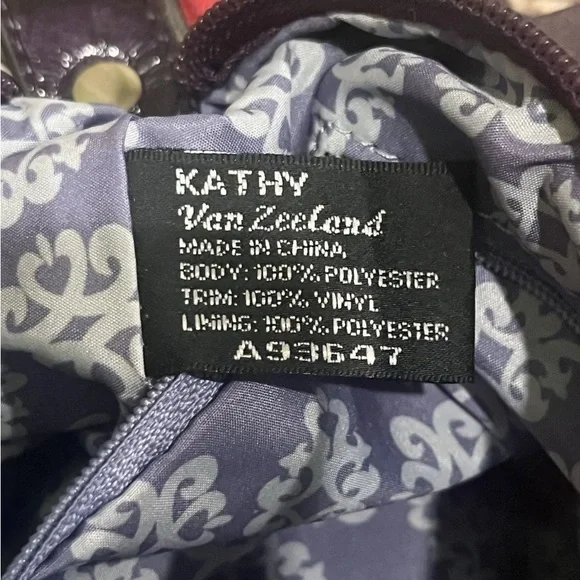 KATHY
Van Zeeland
MADE IN CHINA
BODY: 100% POLYESTER
TRIM: 100% VINYL
LINING: 100% POLYESTER
A93647